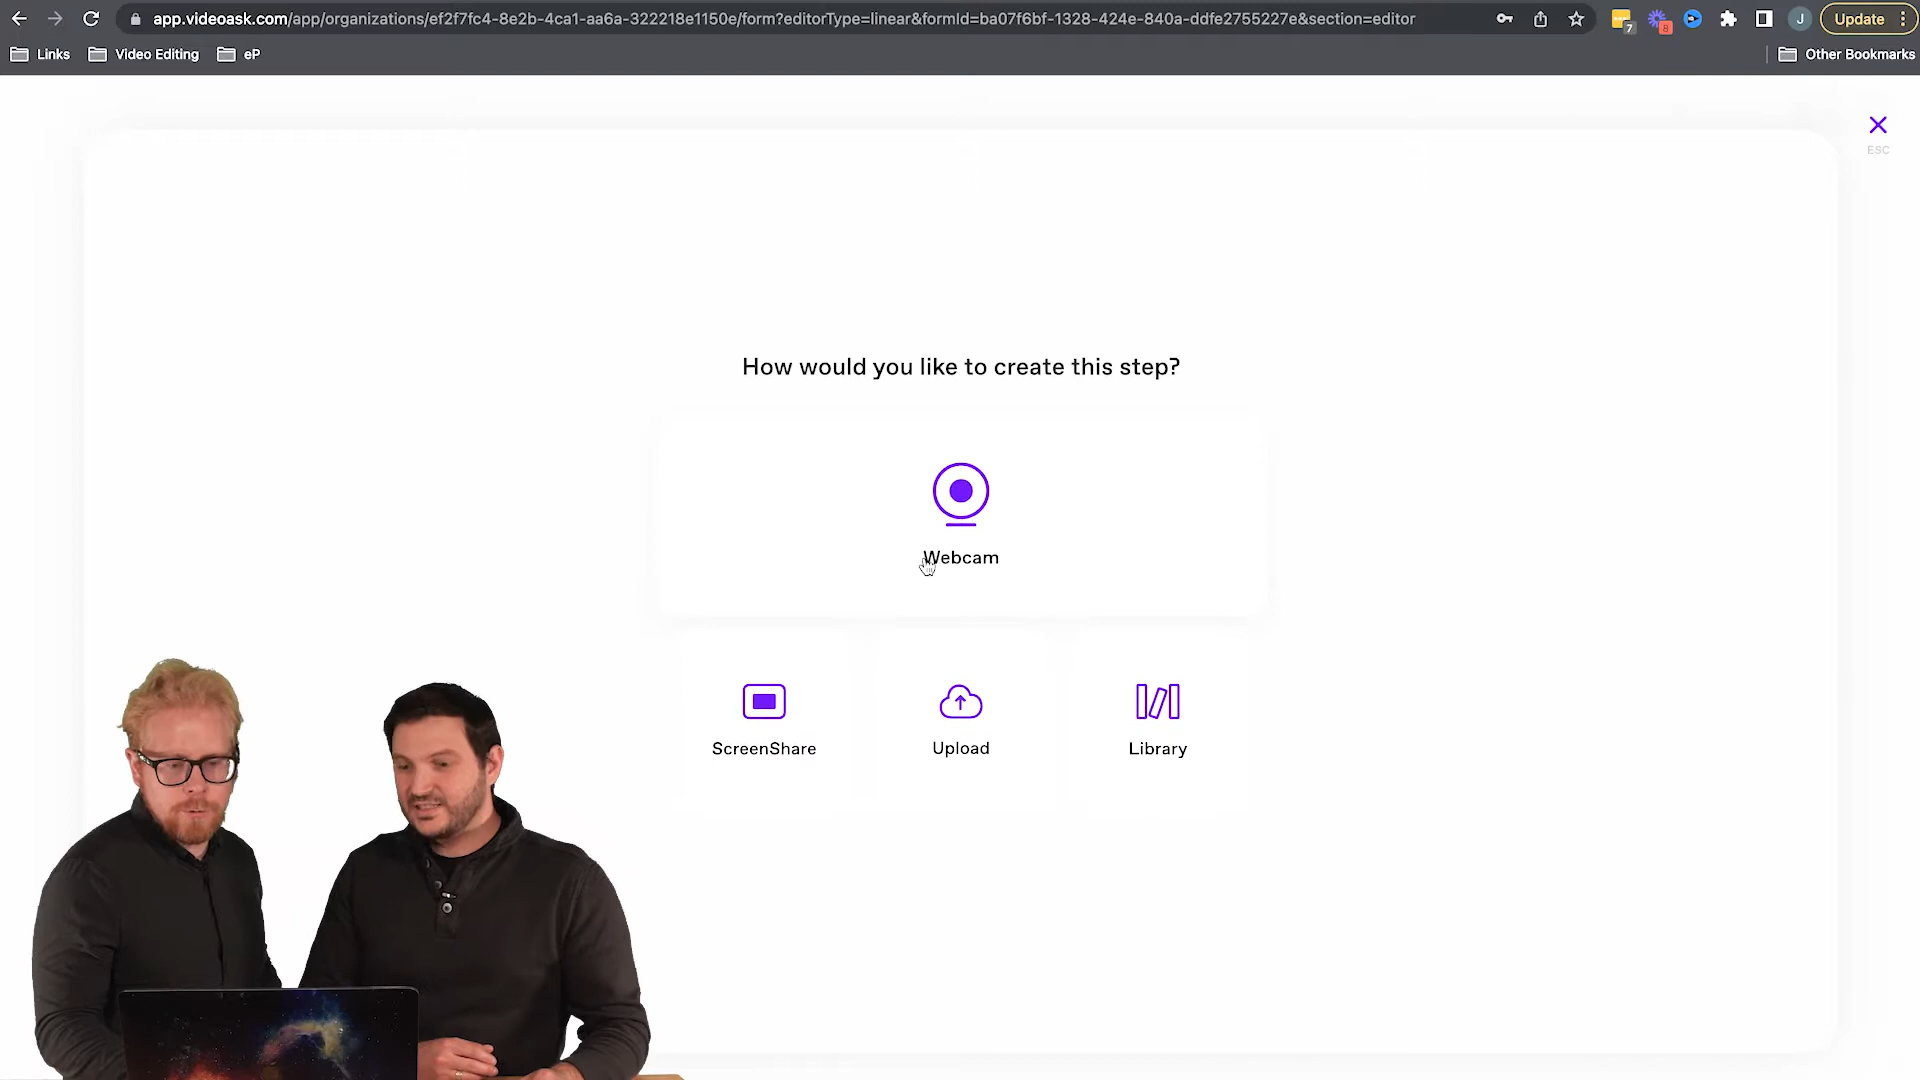 app.videoask.com/app/organizations/ef2f7fc4-8e2b-4ca1-aa6a-322218e1150e/form?editorType=linear&formId=ba07f6bf-1328-424e-840a-ddfe2755227e&section=editor
7
8
J
Update
Links
Video Editing
eP
Other Bookmarks
ESC
How would you like to create this step?
Webcam
ScreenShare
Upload
Library